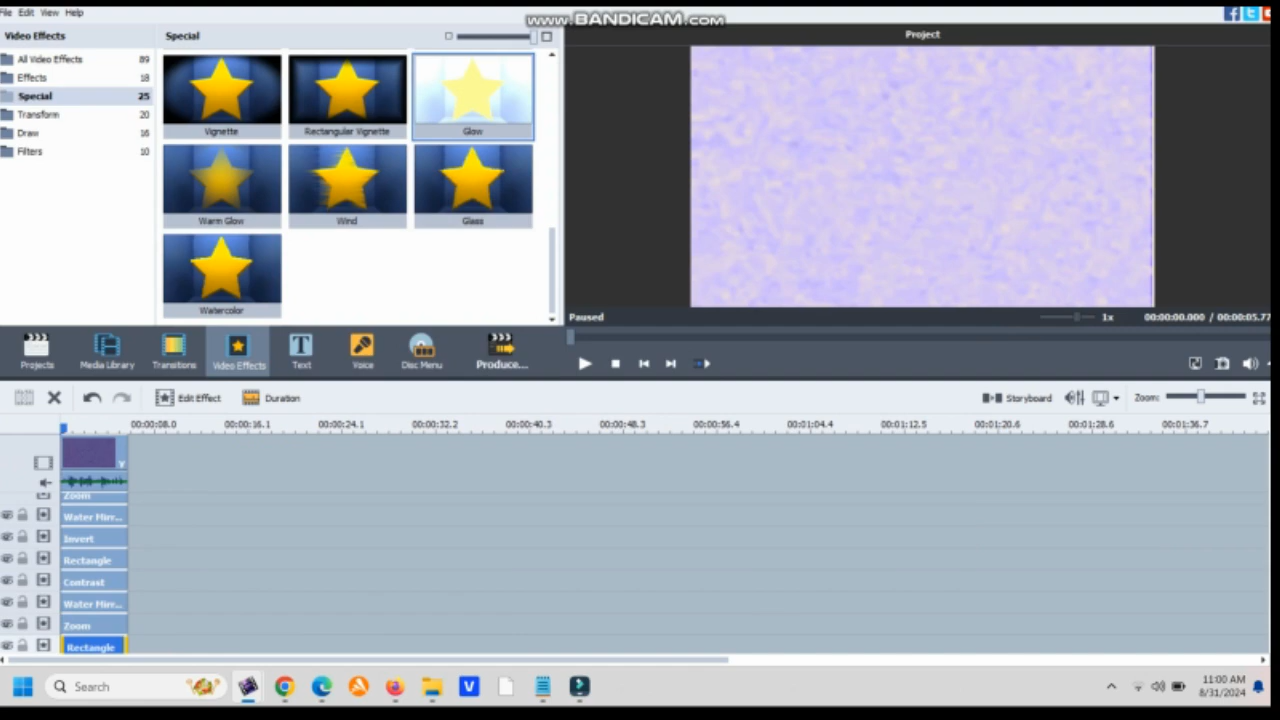 File Edit View Help
www.BANDICAM.com
Video Effects
Special
Project
All Video Effects 89
Effects 18
Special 25
Transform 20
Draw 16
Filters 10
Vignette
Rectangular Vignette
Glow
Warm Glow
Wind
Glass
Watercolor
Paused
1x
00:00:00.000 / 00:00:05.77
Projects
Media Library
Transitions
Video Effects
Text
Voice
Disc Menu
Produce...
Edit Effect
Duration
Storyboard
Zoom:
00:00:08.0 00:00:16.1 00:00:24.1 00:00:32.2 00:00:40.3 00:00:48.3 00:00:56.4 00:01:04.4 00:01:12.5 00:01:20.6 00:01:28.6 00:01:36.7
Zoom
Water Mirr...
Invert
Rectangle
Contrast
Water Mirr...
Zoom
Rectangle
Search
11:00 AM
8/31/2024